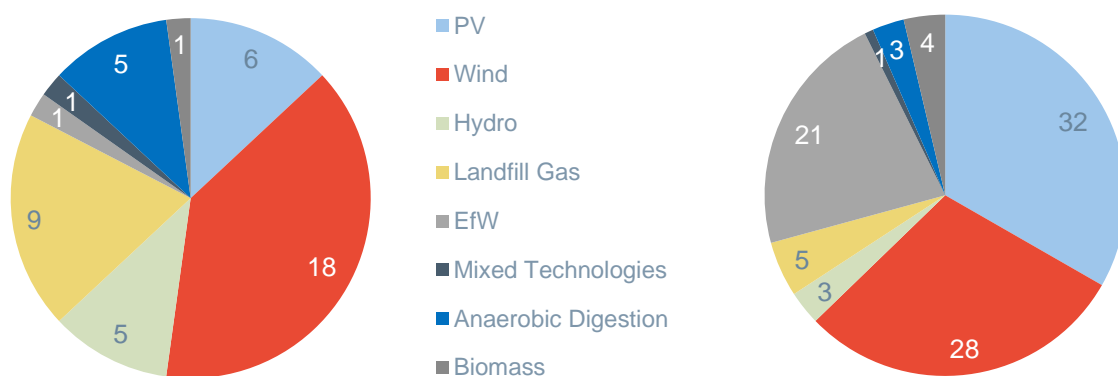 6
18
5
9
1
1
5
1
PV
Wind
Hydro
Landfill Gas
EfW
Mixed Technologies
Anaerobic Digestion
Biomass
32
28
3
5
21
1
3
4